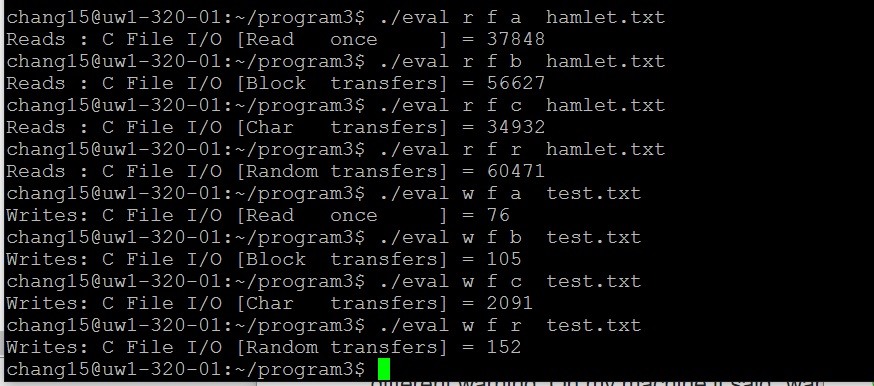 chang15@uw1-320-01:~/program3$ ./eval r f a  hamlet.txt
Reads : C File I/O [Read   once     ] = 37848
chang15@uw1-320-01:~/program3$ ./eval r f b  hamlet.txt
Reads : C File I/O [Block  transfers] = 56627
chang15@uw1-320-01:~/program3$ ./eval r f c  hamlet.txt
Reads : C File I/O [Char   transfers] = 34932
chang15@uw1-320-01:~/program3$ ./eval r f r  hamlet.txt
Reads : C File I/O [Random transfers] = 60471
chang15@uw1-320-01:~/program3$ ./eval w f a  test.txt
Writes: C File I/O [Read   once     ] = 76
chang15@uw1-320-01:~/program3$ ./eval w f b  test.txt
Writes: C File I/O [Block  transfers] = 105
chang15@uw1-320-01:~/program3$ ./eval w f c  test.txt
Writes: C File I/O [Char   transfers] = 2091
chang15@uw1-320-01:~/program3$ ./eval w f r  test.txt
Writes: C File I/O [Random transfers] = 152
chang15@uw1-320-01:~/program3$